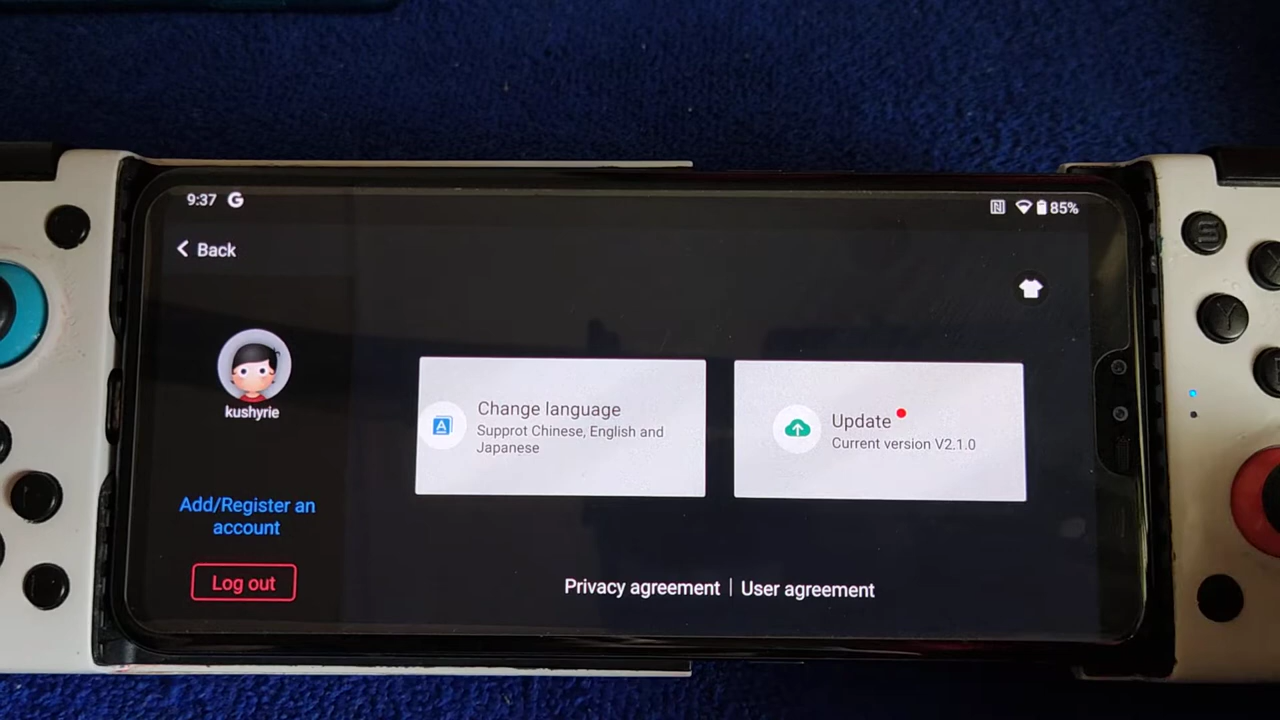 9:37 G
N 85%
Back
kushyrie
Add/Register an
account
Log out
A
Change language
Supprot Chinese, English and
Japanese
Update
Current version V2.1.0
Privacy agreement | User agreement
S
X
Y